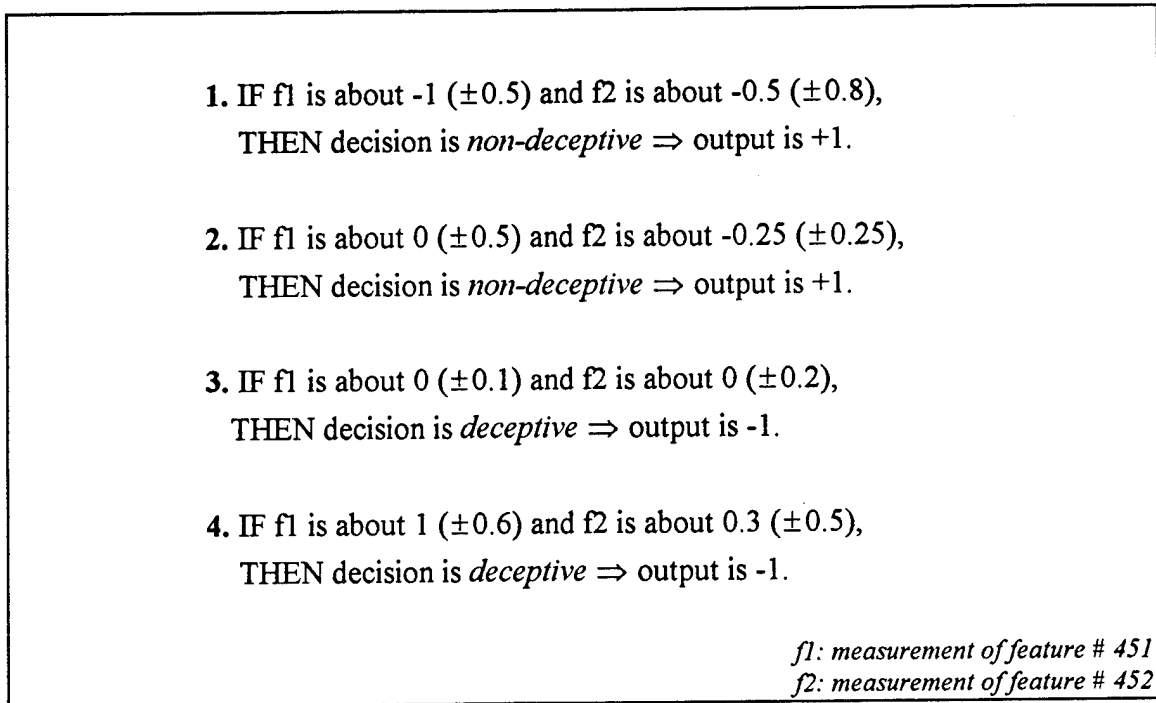 1. IF f1 is about -1 (±0.5) and f2 is about -0.5 (±0.8),
THEN decision is non-deceptive ⇒ output is +1.
2. IF f1 is about 0 (±0.5) and f2 is about -0.25 (±0.25),
THEN decision is non-deceptive ⇒ output is +1.
3. IF f1 is about 0 (±0.1) and f2 is about 0 (±0.2),
THEN decision is deceptive ⇒ output is -1.
4. IF f1 is about 1 (±0.6) and f2 is about 0.3 (±0.5),
THEN decision is deceptive ⇒ output is -1.
f1: measurement of feature # 451
f2: measurement of feature # 452